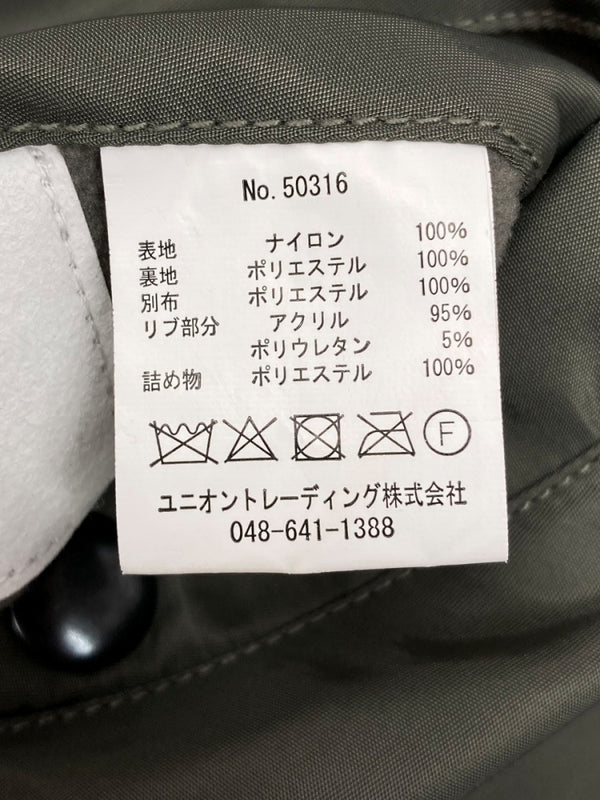 No. 50316
表地 ナイロン 100%
裏地 ポリエステル 100%
別布 ポリエステル 100%
リブ部分 アクリル 95%
ポリウレタン 5%
詰め物 ポリエステル 100%
F
ユニオントレーディング株式会社
048-641-1388